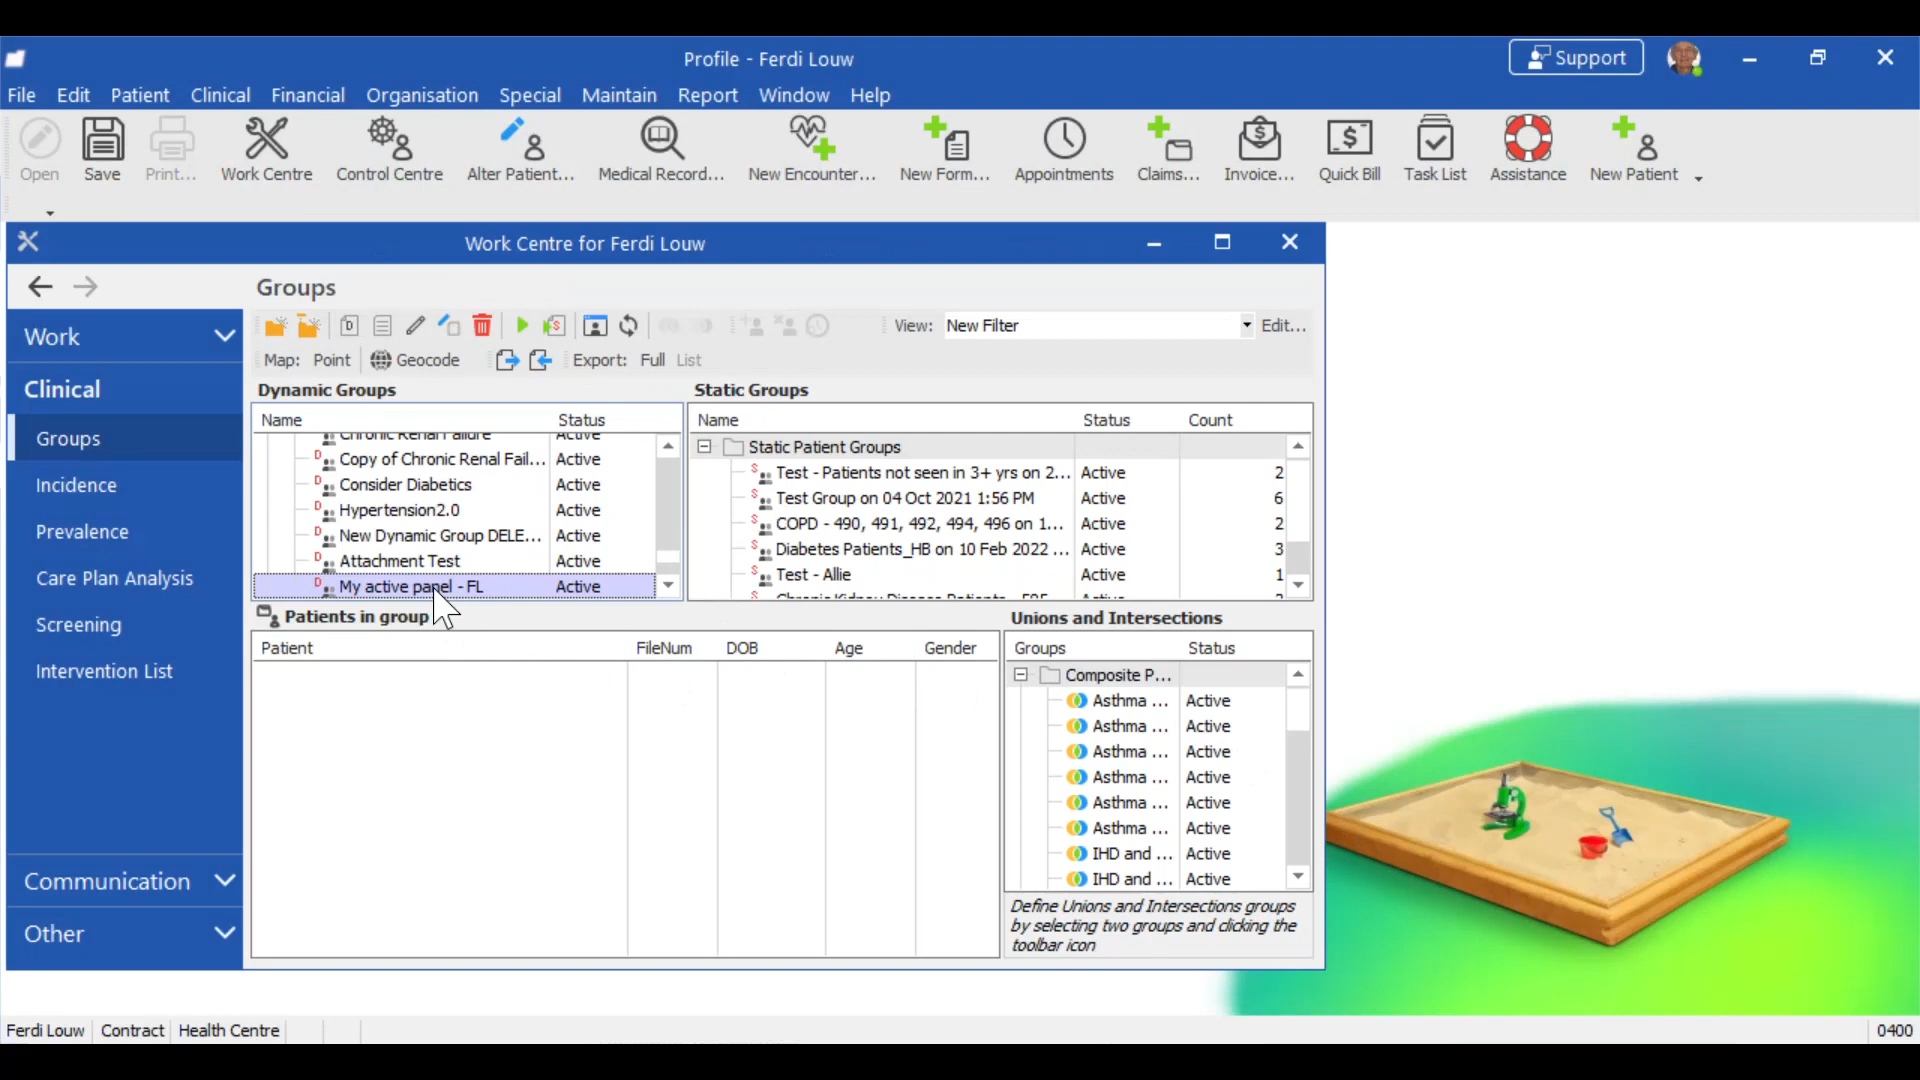 Profile - Ferdi Louw
Support
File Edit Patient Clinical Financial Organisation Special Maintain Report Window Help
Open Save Print... Work Centre Control Centre Alter Patient... Medical Record... New Encounter... New Form... Appointments Claims... Invoice... Quick Bill Task List Assistance New Patient
Work Centre for Ferdi Louw
Groups
View: New Filter Edit...
Map: Point Geocode Export: Full List
Work
Clinical
Groups
Incidence
Prevalence
Care Plan Analysis
Screening
Intervention List
Communication
Other
Dynamic Groups
Name Status
Chronic Renal Failure Active
Copy of Chronic Renal Fail... Active
Consider Diabetics Active
Hypertension2.0 Active
New Dynamic Group DELE... Active
Attachment Test Active
My active panel - FL Active
Static Groups
Name Status Count
Static Patient Groups
Test - Patients not seen in 3+ yrs on 2... Active 2
Test Group on 04 Oct 2021 1:56 PM Active 6
COPD - 490, 491, 492, 494, 496 on 1... Active 2
Diabetes Patients_HB on 10 Feb 2022 ... Active 3
Test - Allie Active 1
Patients in group
Patient FileNum DOB Age Gender
Unions and Intersections
Groups Status
Composite P...
Asthma ... Active
Asthma ... Active
Asthma ... Active
Asthma ... Active
Asthma ... Active
Asthma ... Active
IHD and ... Active
IHD and ... Active
Define Unions and Intersections groups
by selecting two groups and clicking the
toolbar icon
Ferdi Louw Contract Health Centre 0400